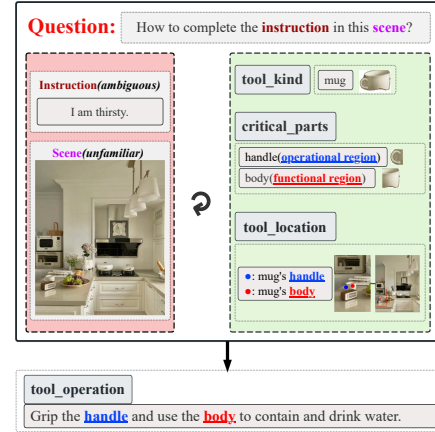 Question: How to complete the instruction in this scene?
Instruction(ambiguous)
I am thirsty.
Scene(unfamiliar)
tool_kind
mug
critical_parts
handle(operational region)
body(functional region)
tool_location
●: mug's handle
●: mug's body
tool_operation
Grip the handle and use the body to contain and drink water.